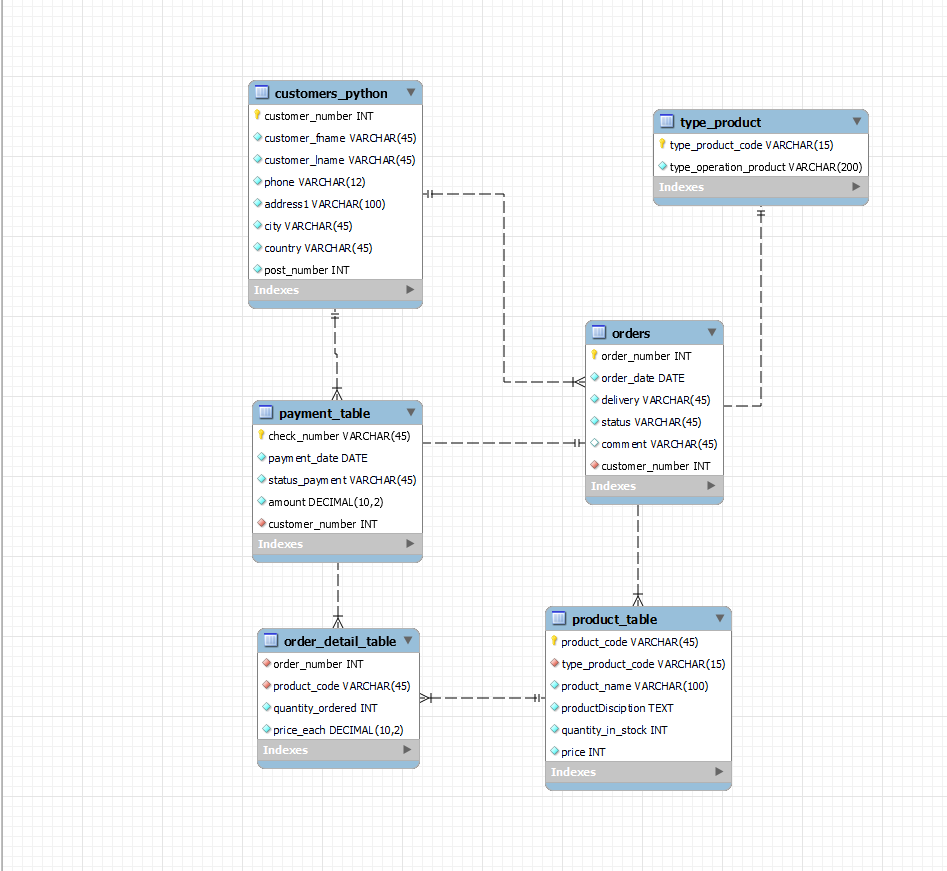 customers_python
customer_number INT
customer_fname VARCHAR(45)
customer_lname VARCHAR(45)
phone VARCHAR(12)
address1 VARCHAR(100)
city VARCHAR(45)
country VARCHAR(45)
post_number INT
Indexes
type_product
type_product_code VARCHAR(15)
type_operation_product VARCHAR(200)
Indexes
orders
order_number INT
order_date DATE
delivery VARCHAR(45)
status VARCHAR(45)
comment VARCHAR(45)
customer_number INT
Indexes
payment_table
check_number VARCHAR(45)
payment_date DATE
status_payment VARCHAR(45)
amount DECIMAL(10,2)
customer_number INT
Indexes
order_detail_table
order_number INT
product_code VARCHAR(45)
quantity_ordered INT
price_each DECIMAL(10,2)
Indexes
product_table
product_code VARCHAR(45)
type_product_code VARCHAR(15)
product_name VARCHAR(100)
productDisciption TEXT
quantity_in_stock INT
price INT
Indexes